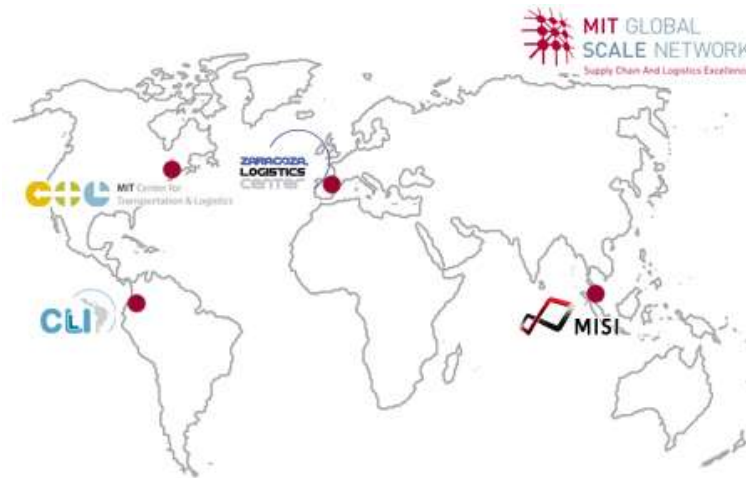 MIT GLOBAL
SCALE NETWORK
Supply Chain And Logistics Excellence
ZARAGOZA
LOGISTICS
CENTER
CTL MIT Center for
Transportation & Logistics
CLI
MISI